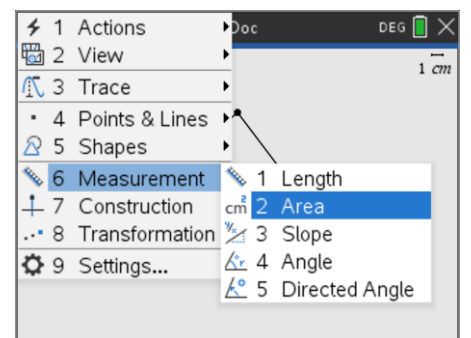 1 Actions
Doc DEG
2 View
1 cm
3 Trace
4 Points & Lines
5 Shapes
6 Measurement
1 Length
7 Construction
cm² 2 Area
8 Transformation
3 Slope
9 Settings...
4 Angle
5 Directed Angle